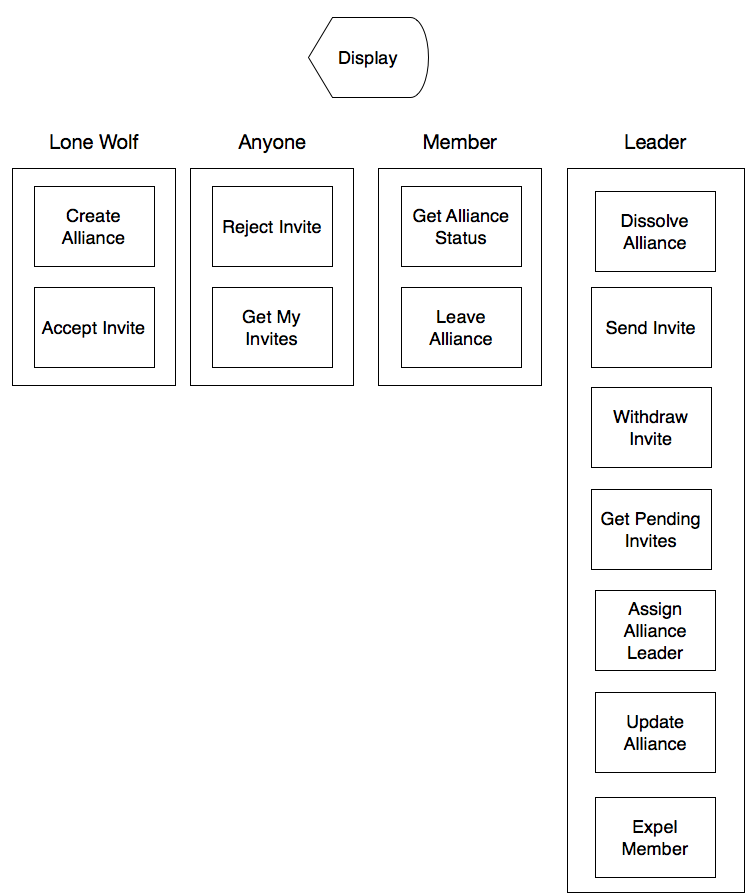 Display
Lone Wolf
Create
Alliance
Accept Invite
Anyone
Reject Invite
Get My
Invites
Member
Get Alliance
Status
Leave
Alliance
Leader
Dissolve
Alliance
Send Invite
Withdraw
Invite
Get Pending
Invites
Assign
Alliance
Leader
Update
Alliance
Expel
Member